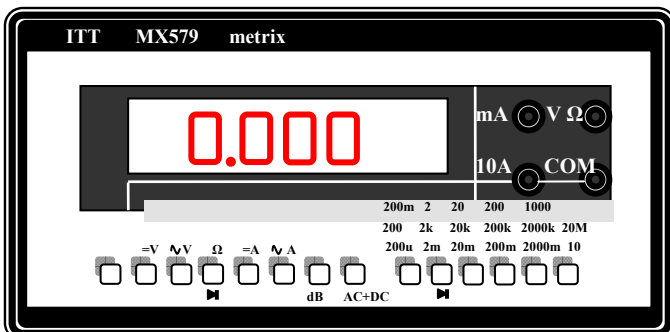 ITT MX579 metrix
0.000
mA V Ω
10A COM
200m 2 20 200 1000
200 2k 20k 200k 2000k 20M
200u 2m 20m 200m 2000m 10
=V ∿V Ω =A ∿A
dB AC+DC